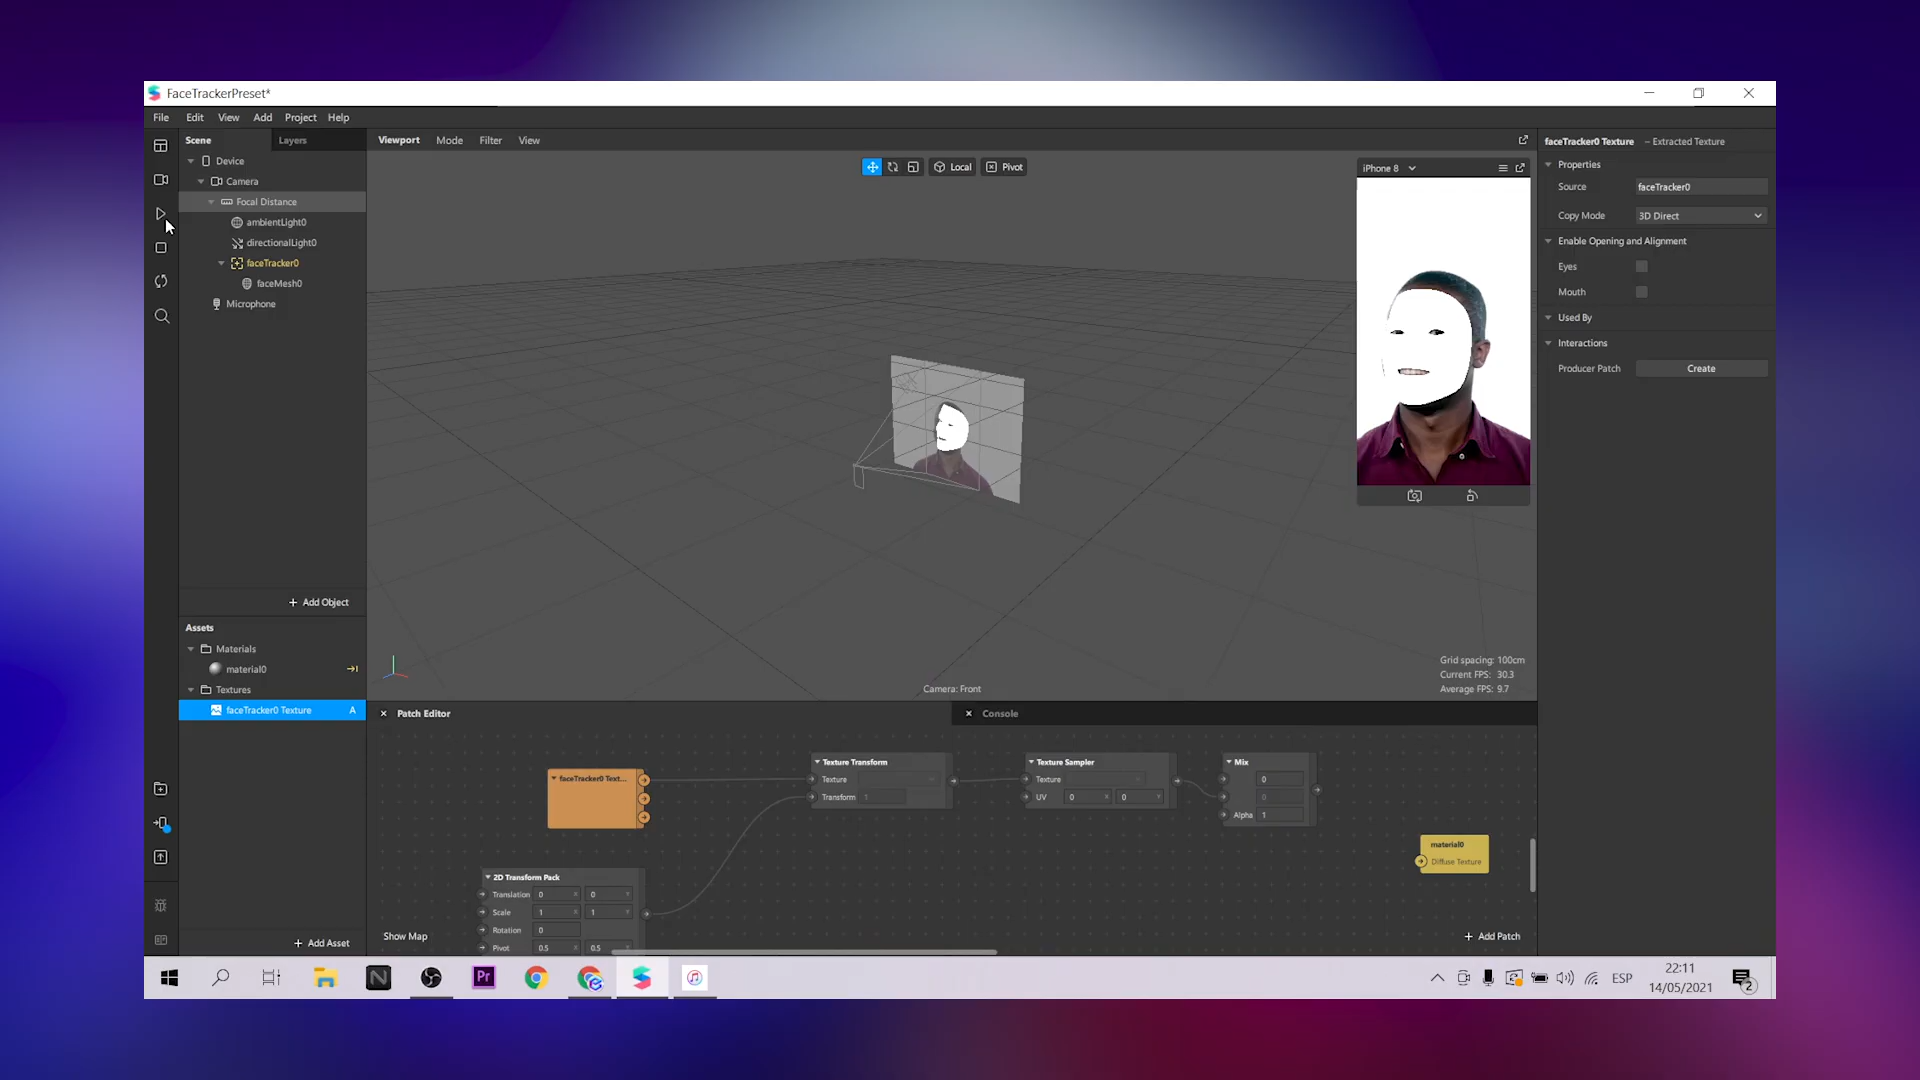 FaceTrackerPreset*
File Edit View Add Project Help
Scene Layers
Device
Camera
Focal Distance
ambientLight0
directionalLight0
faceTracker0
faceMesh0
Microphone
+ Add Object
Assets
Materials
material0
Textures
faceTracker0 Texture A
+ Add Asset
Viewport Mode Filter View
Local Pivot
iPhone 8
Grid spacing: 100cm
Current FPS: 30.3
Average FPS: 9.7
Camera: Front
faceTracker0 Texture – Extracted Texture
Properties
Source faceTracker0
Copy Mode 3D Direct
Enable Opening and Alignment
Eyes
Mouth
Used By
Interactions
Producer Patch Create
Patch Editor
Console
faceTracker0 Text...
Texture Transform
Texture
Transform 1
Texture Sampler
Texture
UV 0 0
Mix
0
0
Alpha 1
material0
Diffuse Texture
2D Transform Pack
Translation 0 0
Scale 1 1
Rotation 0
Pivot 0.5 0.5
Show Map
+ Add Patch
N
Pr
ESP
22:11
14/05/2021
2